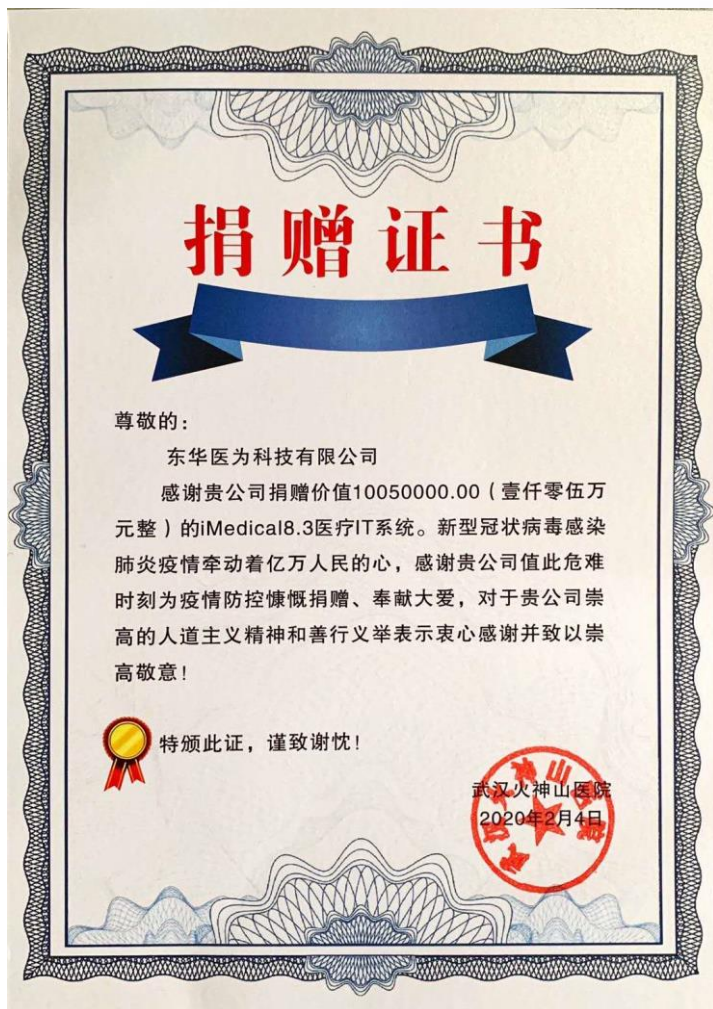 捐赠证书
尊敬的：
东华医为科技有限公司
感谢贵公司捐赠价值10050000.00（壹仟零伍万
元整）的iMedical8.3医疗IT系统。新型冠状病毒感染
肺炎疫情牵动着亿万人民的心，感谢贵公司值此危难
时刻为疫情防控慷慨捐赠、奉献大爱，对于贵公司崇
高的人道主义精神和善行义举表示衷心感谢并致以崇
高敬意！
特颁此证，谨致谢忱！
武汉火神山医院
2020年2月4日
武汉火神山医院